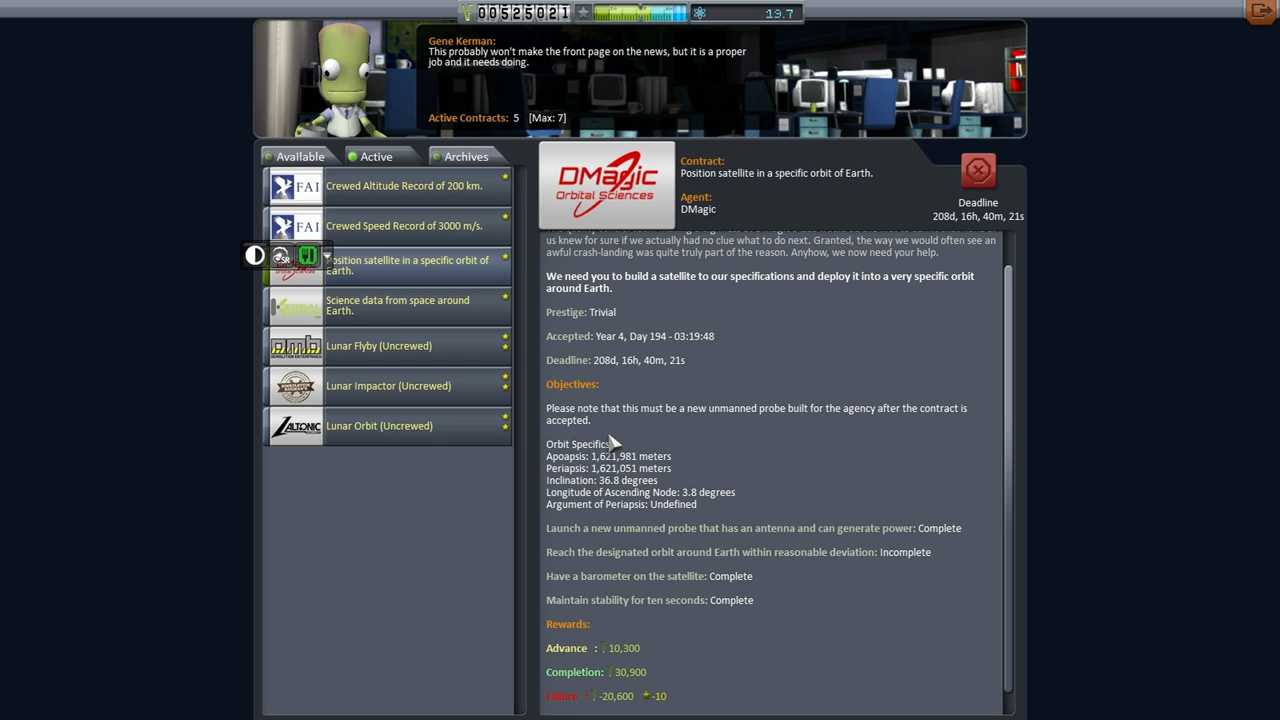 00525021
19.7
Gene Kerman:
This probably won't make the front page on the news, but it is a proper
job and it needs doing.
Active Contracts: 5 [Max: 7]
Available
Active
Archives
FAI
Crewed Altitude Record of 200 km.
FAI
Crewed Speed Record of 3000 m/s.
Position satellite in a specific orbit of
Earth.
Science data from space around
Earth.
Lunar Flyby (Uncrewed)
Lunar Impactor (Uncrewed)
Lunar Orbit (Uncrewed)
DMagic
Orbital Sciences
Contract:
Position satellite in a specific orbit of Earth.
Agent:
DMagic
Deadline
208d, 16h, 40m, 21s
us knew for sure if we actually had no clue what to do next. Granted, the way we would often see an
awful crash-landing was quite truly part of the reason. Anyhow, we now need your help.
We need you to build a satellite to our specifications and deploy it into a very specific orbit
around Earth.
Prestige: Trivial
Accepted: Year 4, Day 194 - 03:19:48
Deadline: 208d, 16h, 40m, 21s
Objectives:
Please note that this must be a new unmanned probe built for the agency after the contract is
accepted.
Orbit Specifics
Apoapsis: 1,621,981 meters
Periapsis: 1,621,051 meters
Inclination: 36.8 degrees
Longitude of Ascending Node: 3.8 degrees
Argument of Periapsis: Undefined
Launch a new unmanned probe that has an antenna and can generate power: Complete
Reach the designated orbit around Earth within reasonable deviation: Incomplete
Have a barometer on the satellite: Complete
Maintain stability for ten seconds: Complete
Rewards:
Advance : 10,300
Completion: 30,900
Failure : -20,600 -10